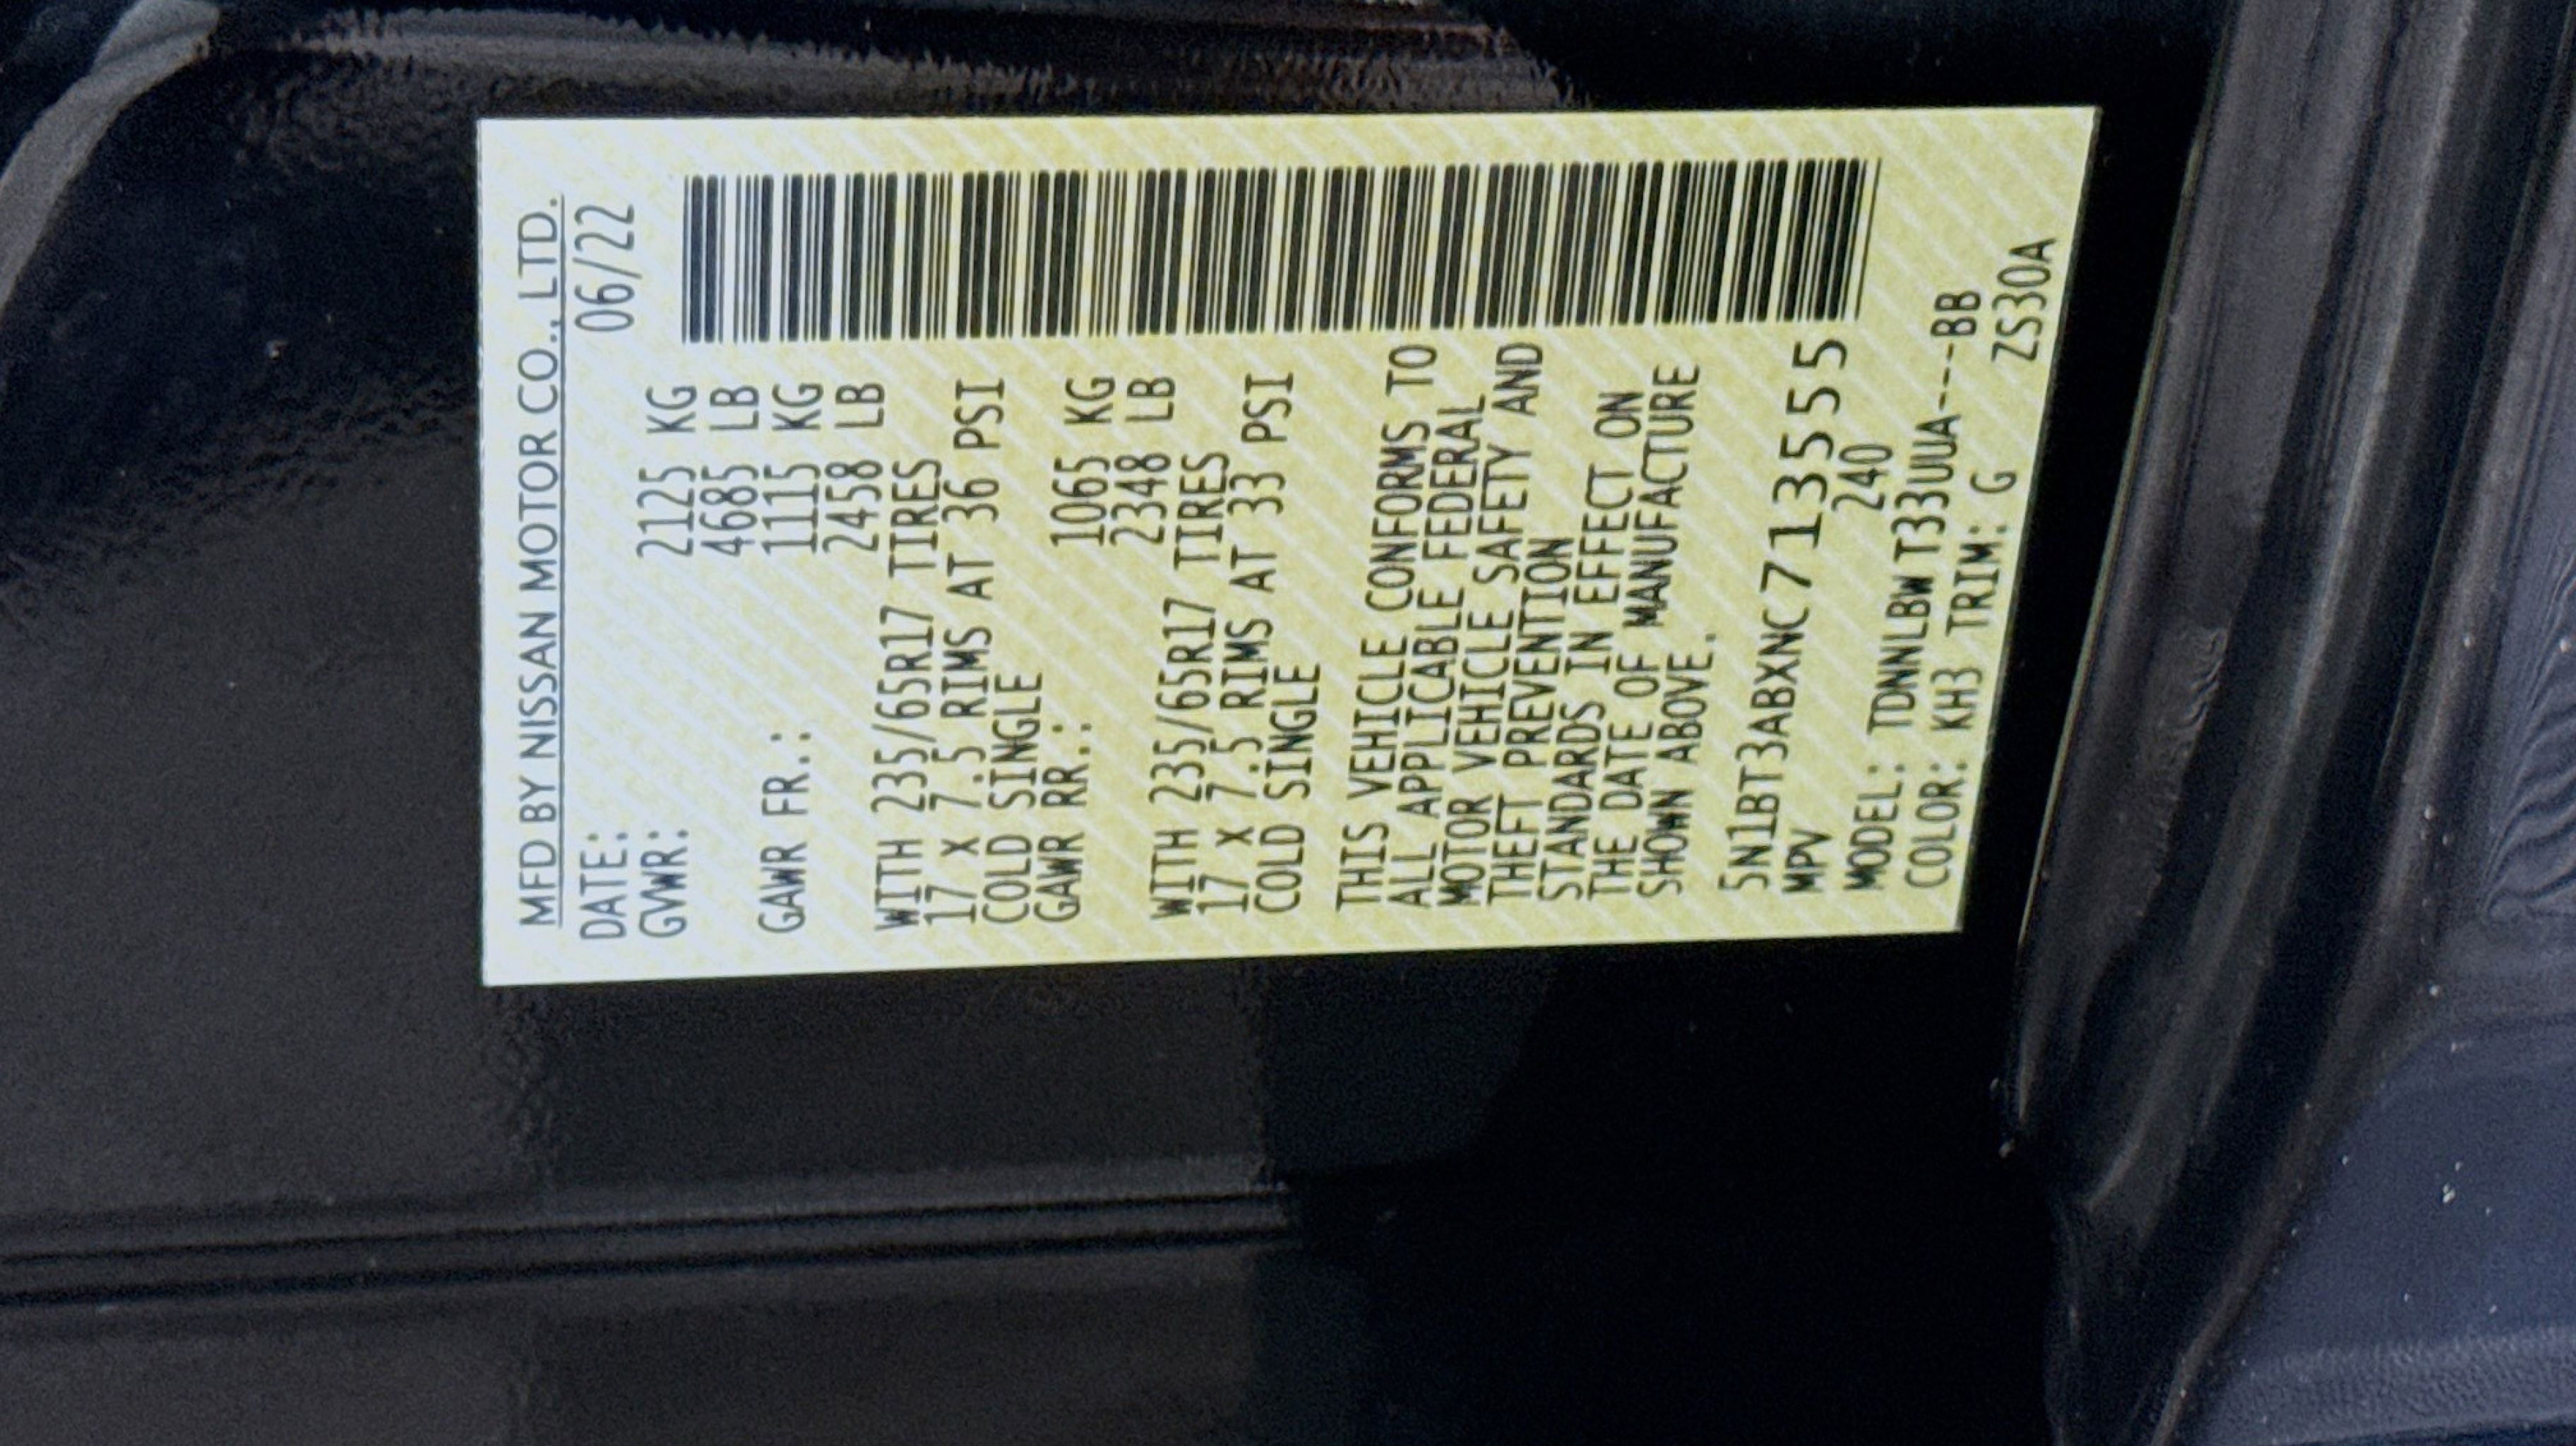 MFD BY NISSAN MOTOR CO., LTD.
DATE: 06/22
GVWR: 2125 KG
4685 LB
GAWR FR.: 1115 KG
2458 LB
WITH 235/65R17 TIRES
17 X 7.5 RIMS AT 36 PSI
COLD SINGLE
GAWR RR.: 1065 KG
2348 LB
WITH 235/65R17 TIRES
17 X 7.5 RIMS AT 33 PSI
COLD SINGLE
THIS VEHICLE CONFORMS TO
ALL APPLICABLE FEDERAL
MOTOR VEHICLE SAFETY AND
THEFT PREVENTION
STANDARDS IN EFFECT ON
THE DATE OF MANUFACTURE
SHOWN ABOVE.
5N1BT3ABXNC713555
MPV 240
MODEL: TDNNLBW T33UUA---BB
COLOR: KH3 TRIM: G ZS30A